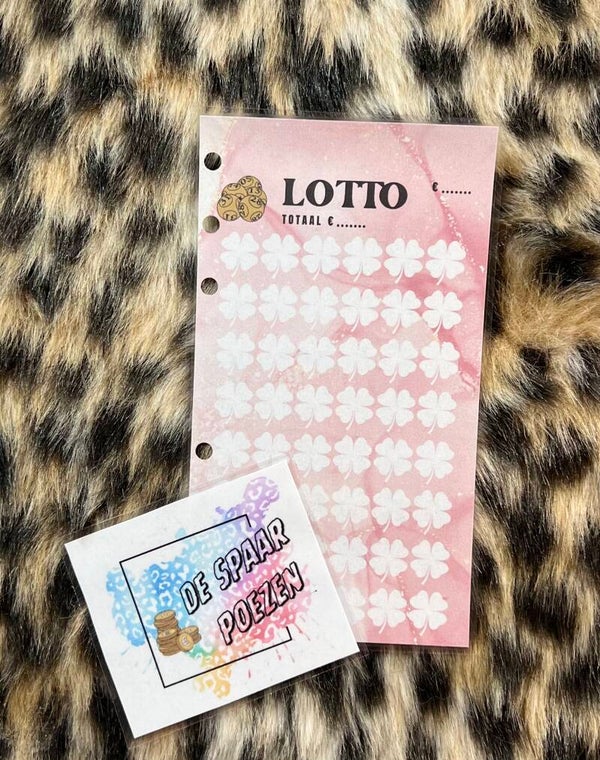 LOTTO
€.......
TOTAAL €.......
DE SPAAR
POEZEN